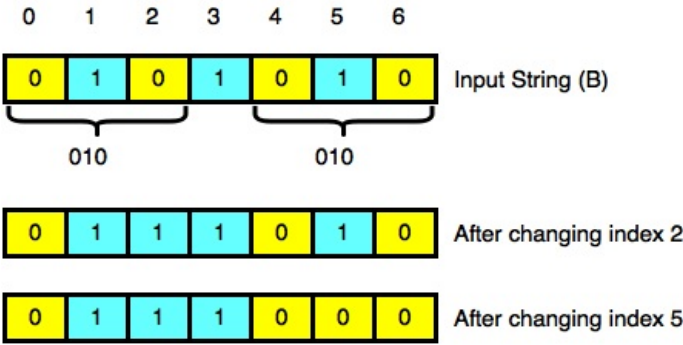 0 1 2 3 4 5 6
0 1 0 1 0 1 0 Input String (B)
010 010
0 1 1 1 0 1 0 After changing index 2
0 1 1 1 0 0 0 After changing index 5